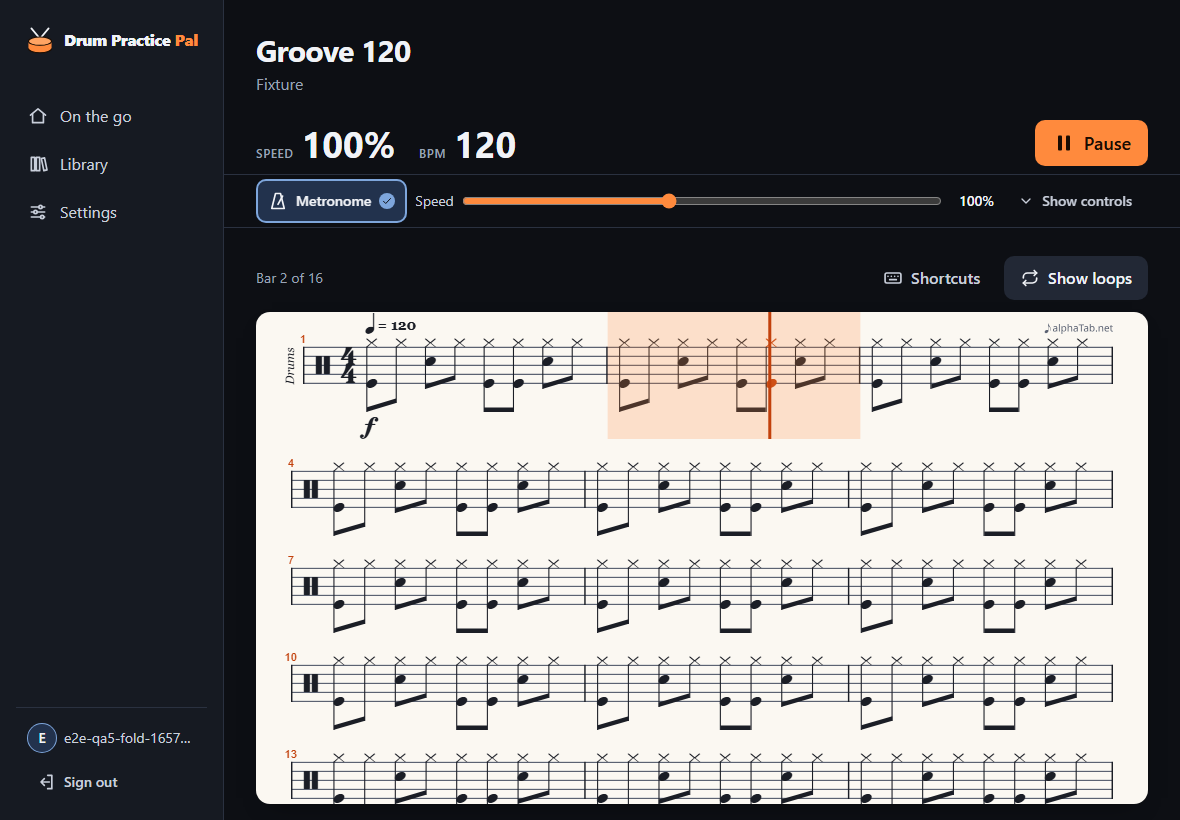 Drum Practice Pal
On the go
Library
Settings
e2e-qa5-fold-1657...
E
Sign out
Groove 120
Fixture
SPEED 100% BPM 120
Pause
Metronome Speed 100% Show controls
Bar 2 of 16
Shortcuts Show loops
= 120
alphaTab.net
1
Drums
4
4
f
4
7
10
13